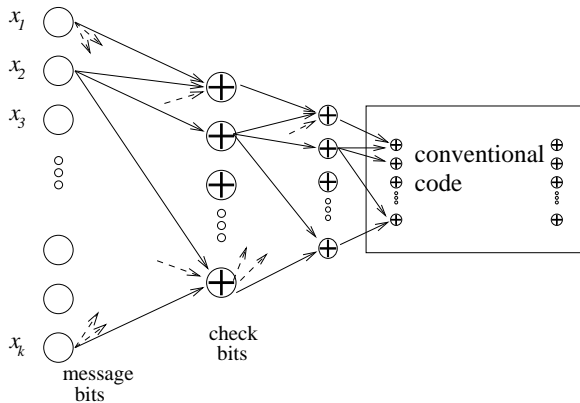 x1
x2
x3
xk
message
bits
check
bits
conventional
code